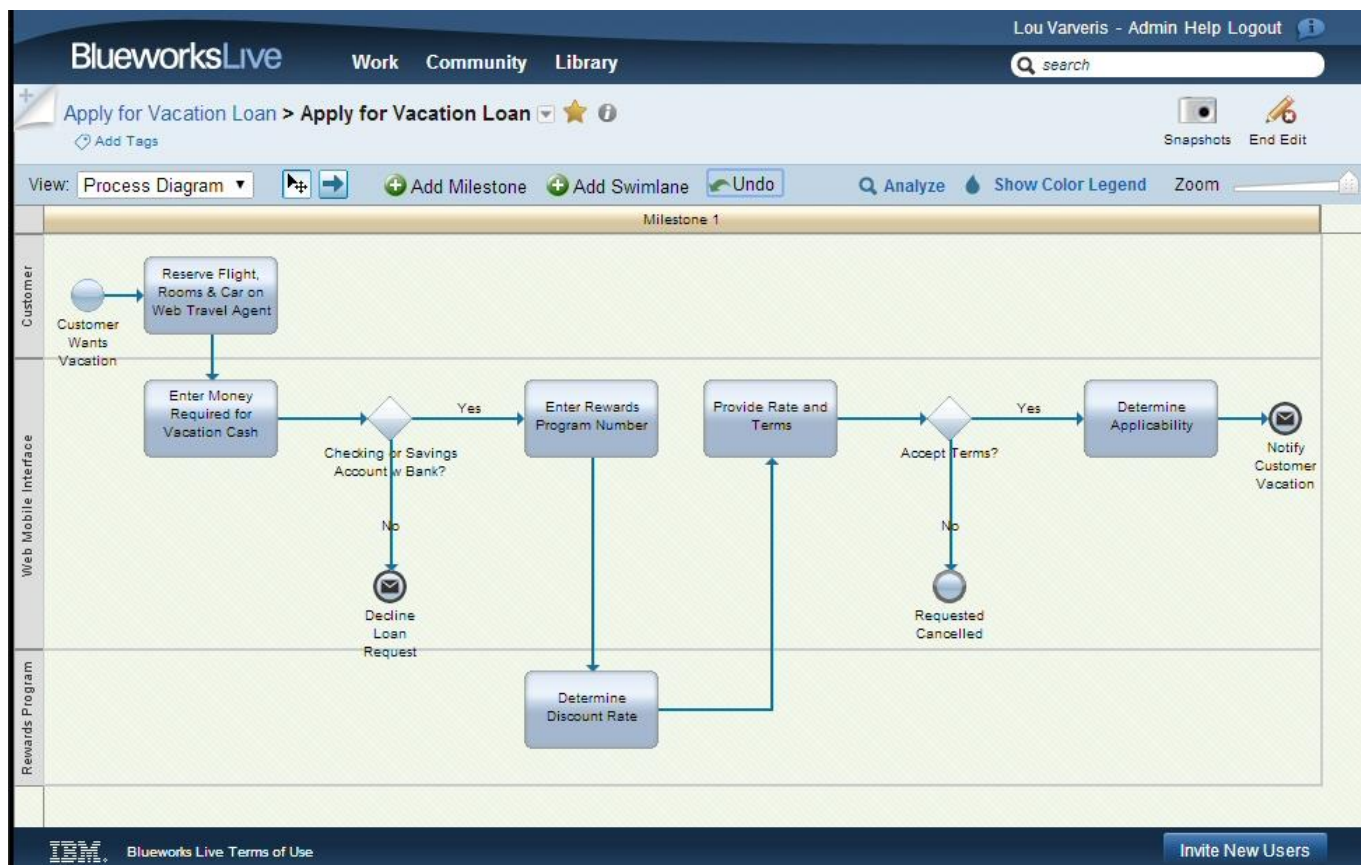 Lou Varveris - Admin Help Logout
BlueworksLive
Work Community Library
search
Apply for Vacation Loan > Apply for Vacation Loan
Add Tags
Snapshots
End Edit
View: Process Diagram
Add Milestone
Add Swimlane
Undo
Analyze
Show Color Legend
Zoom
Milestone 1
Customer
Customer
Wants
Vacation
Reserve Flight,
Rooms & Car on
Web Travel Agent
Web Mobile Interface
Enter Money
Required for
Vacation Cash
Checking or Savings
Account w Bank?
Yes
No
Decline
Loan
Request
Enter Rewards
Program Number
Provide Rate and
Terms
Accept Terms?
Yes
No
Requested
Cancelled
Determine
Applicability
Notify
Customer
Vacation
Rewards Program
Determine
Discount Rate
IBM.
Blueworks Live Terms of Use
Invite New Users